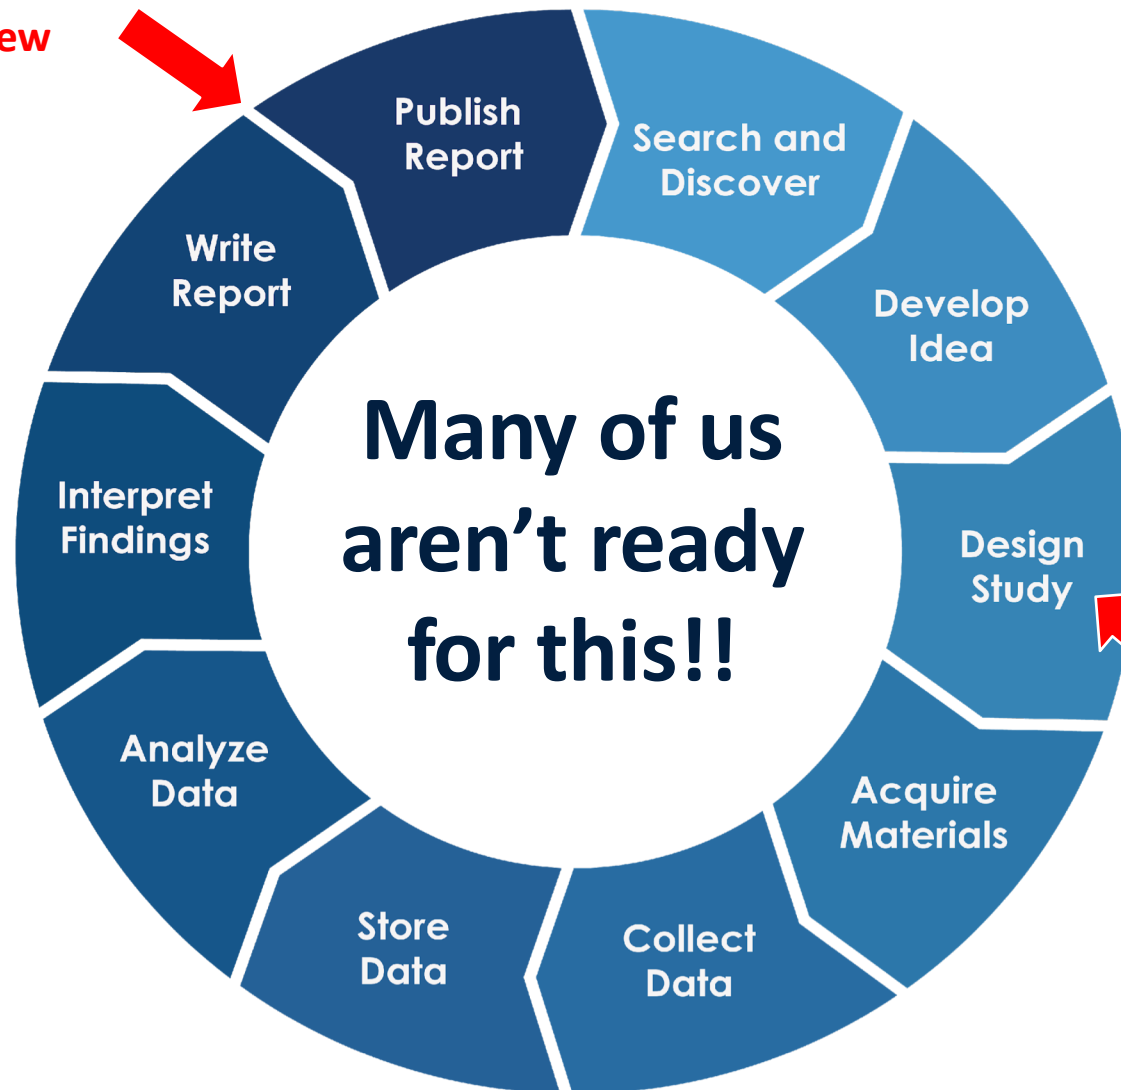 ew
Publish
Report
Search and
Discover
Develop
Idea
Design
Study
Acquire
Materials
Collect
Data
Store
Data
Analyze
Data
Interpret
Findings
Write
Report
Many of us
aren’t ready
for this!!